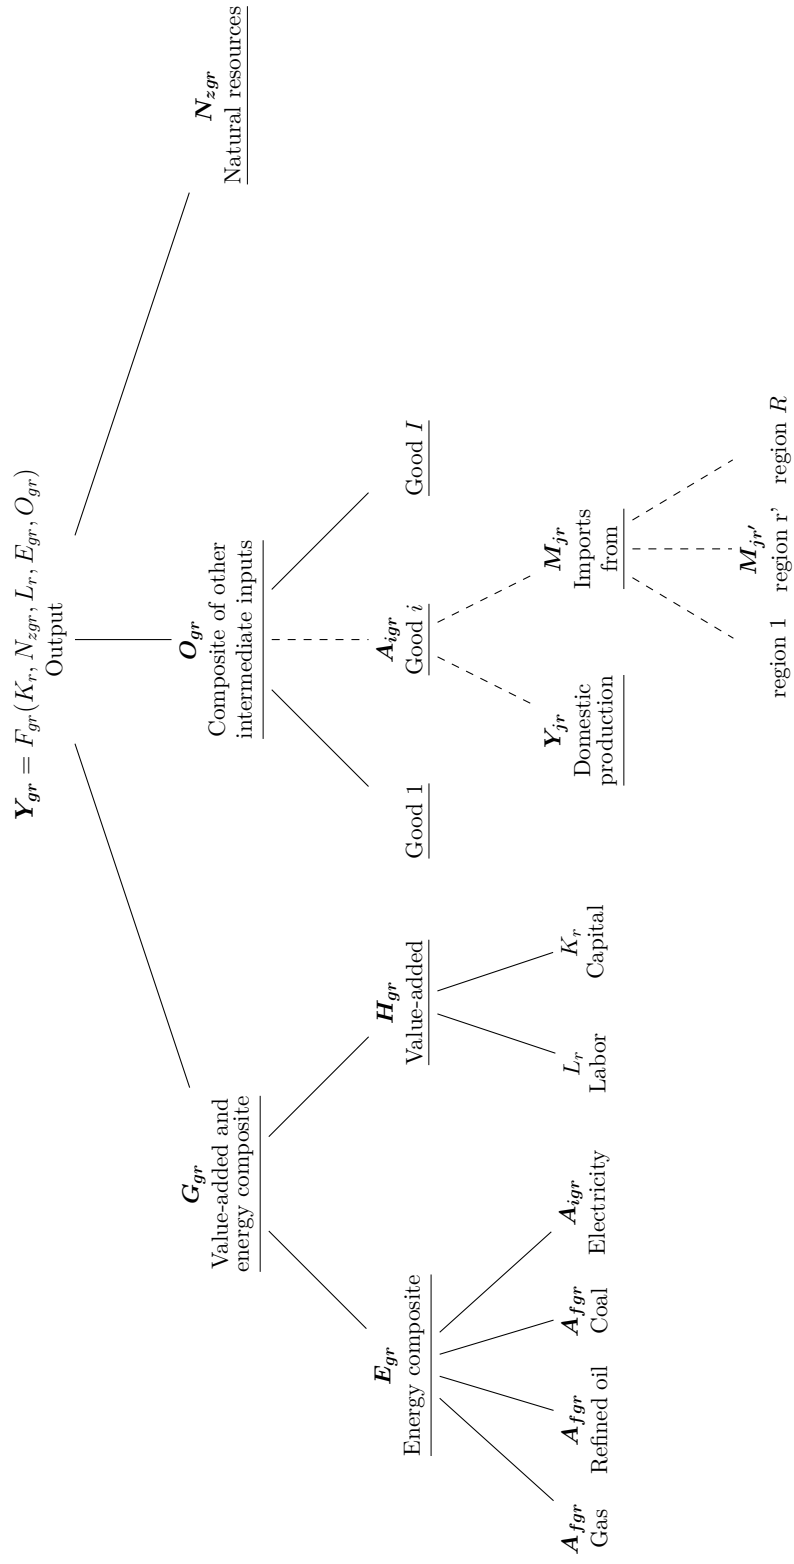 Y_gr = F_gr(K_r, N_zgr, L_r, E_gr, O_gr)
Output
G_gr
Value-added and
energy composite
O_gr
Composite of other
intermediate inputs
N_zgr
Natural resources
E_gr
Energy composite
H_gr
Value-added
Good 1
A_igr
Good i
Good I
A_fgr
Gas
A_fgr
Refined oil
A_fgr
Coal
A_igr
Electricity
L_r
Labor
K_r
Capital
Y_jr
Domestic
production
M_jr
Imports
from
region 1
M_jr'
region r'
region R